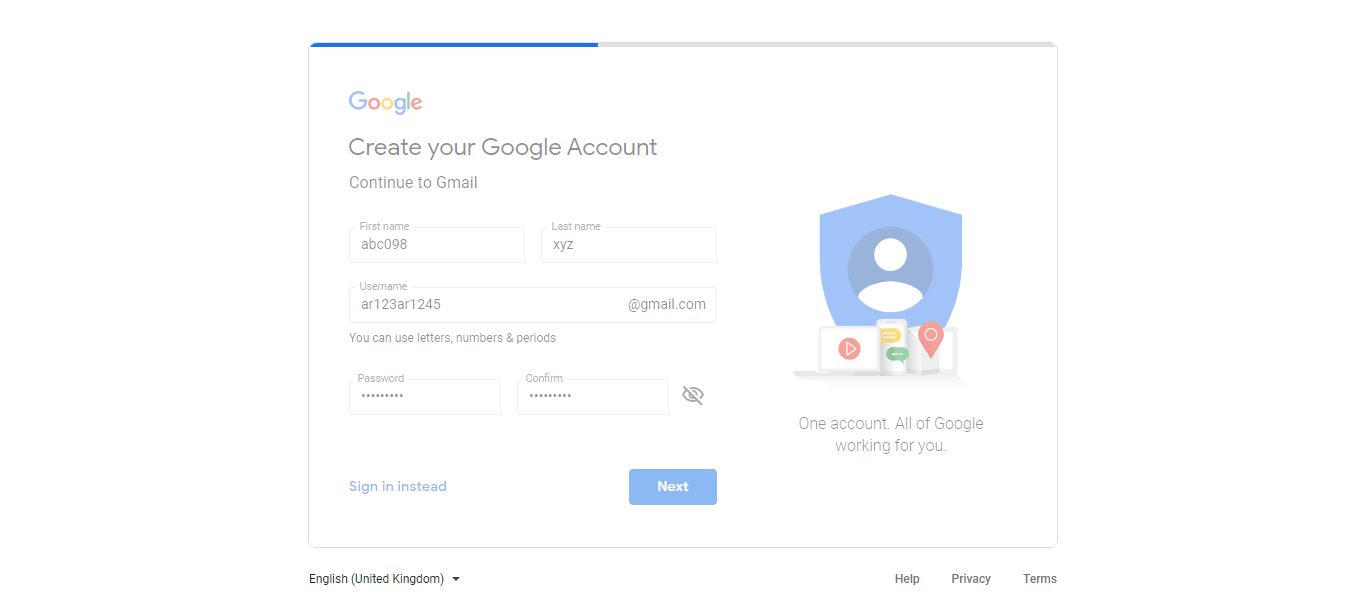 Google
Create your Google Account
Continue to Gmail
First name
abc098
Last name
xyz
Username
ar123ar1245
@gmail.com
You can use letters, numbers & periods
Password
•••••••••
Confirm
•••••••••
Sign in instead
Next
One account. All of Google
working for you.
English (United Kingdom)
Help
Privacy
Terms